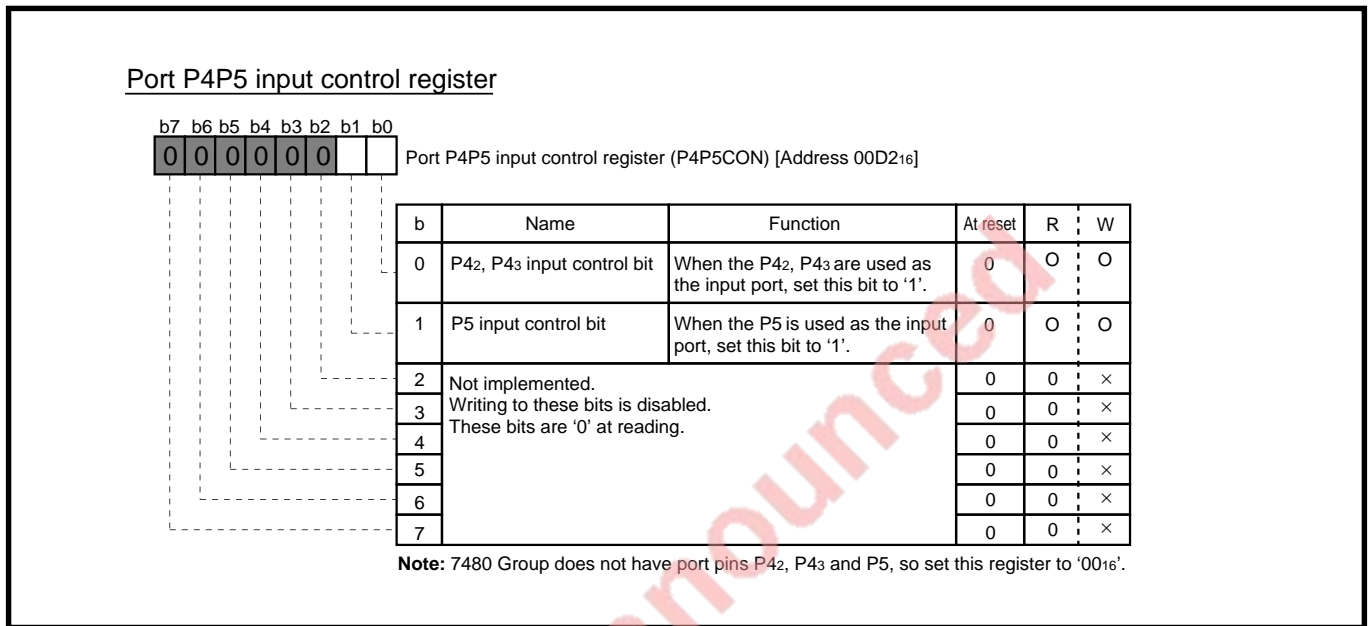 Port P4P5 input control register
b7 b6 b5 b4 b3 b2 b1 b0
0 0 0 0 0 0
Port P4P5 input control register (P4P5CON) [Address 00D2₁₆]
b Name Function At reset R W
0 P4₂, P4₃ input control bit When the P4₂, P4₃ are used as 0 O O
the input port, set this bit to ‘1’.
1 P5 input control bit When the P5 is used as the input 0 O O
port, set this bit to ‘1’.
2 Not implemented. 0 0 ×
3 Writing to these bits is disabled. 0 0 ×
4 These bits are ‘0’ at reading. 0 0 ×
5 0 0 ×
6 0 0 ×
7 0 0 ×
Note: 7480 Group does not have port pins P4₂, P4₃ and P5, so set this register to ‘00₁₆’.